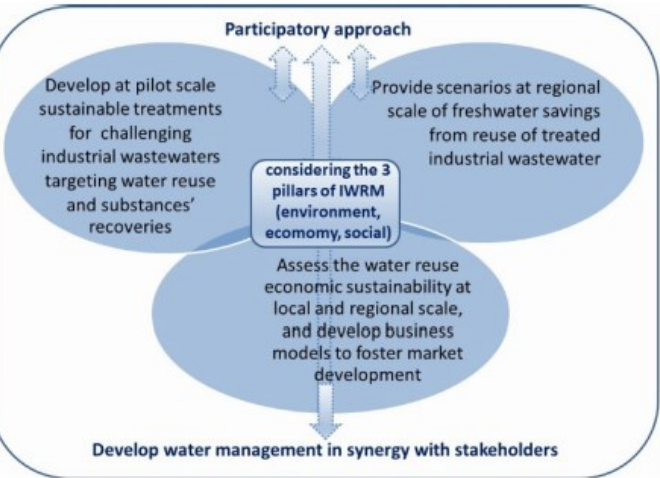 Participatory approach
Develop at pilot scale
sustainable treatments
for challenging
industrial wastewaters
targeting water reuse
and substances’
recoveries
Provide scenarios at regional
scale of freshwater savings
from reuse of treated
industrial wastewater
considering the 3
pillars of IWRM
(environment,
ecomomy, social)
Assess the water reuse
economic sustainability at
local and regional scale,
and develop business
models to foster market
development
Develop water management in synergy with stakeholders